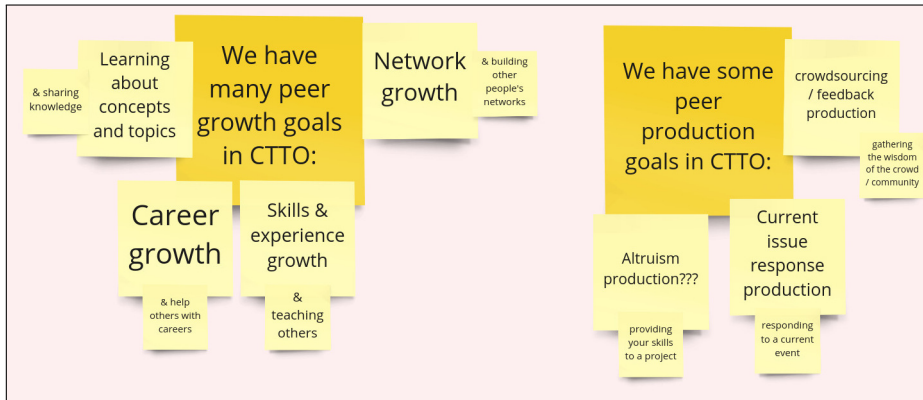 We have
many peer
growth goals
in CTTO:
Learning
about
concepts
and topics
& sharing
knowledge
Network
growth
& building
other
people's
networks
Career
growth
& help
others with
careers
Skills &
experience
growth
&
teaching
others
We have some
peer
production
goals in CTTO:
crowdsourcing
/ feedback
production
gathering
the wisdom
of the crowd
/ community
Altruism
production???
providing
your skills
to a project
Current
issue
response
production
responding
to a current
event